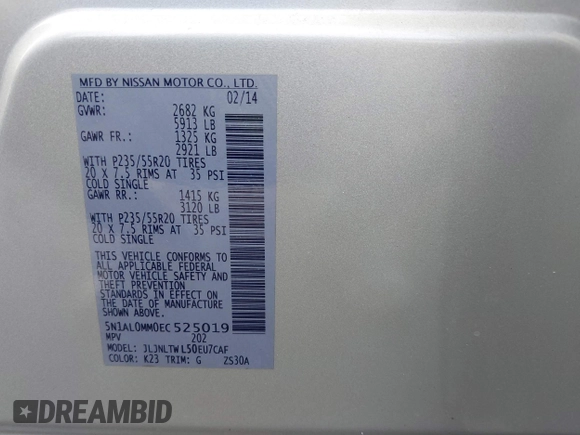 MFD BY NISSAN MOTOR CO., LTD.
DATE: 02/14
GVWR: 2682 KG
5913 LB
GAWR FR.: 1325 KG
2921 LB
WITH P235/55R20 TIRES
20 X 7.5 RIMS AT 35 PSI
COLD SINGLE
GAWR RR.: 1415 KG
3120 LB
WITH P235/55R20 TIRES
20 X 7.5 RIMS AT 35 PSI
COLD SINGLE
THIS VEHICLE CONFORMS TO
ALL APPLICABLE FEDERAL
MOTOR VEHICLE SAFETY AND
THEFT PREVENTION
STANDARDS IN EFFECT ON
THE DATE OF MANUFACTURE
SHOWN ABOVE.
5N1AL0MM0EC525019
MPV 202
MODEL: JLJNLTWL50EU7CAF
COLOR: K23 TRIM: G ZS30A
DREAMBID